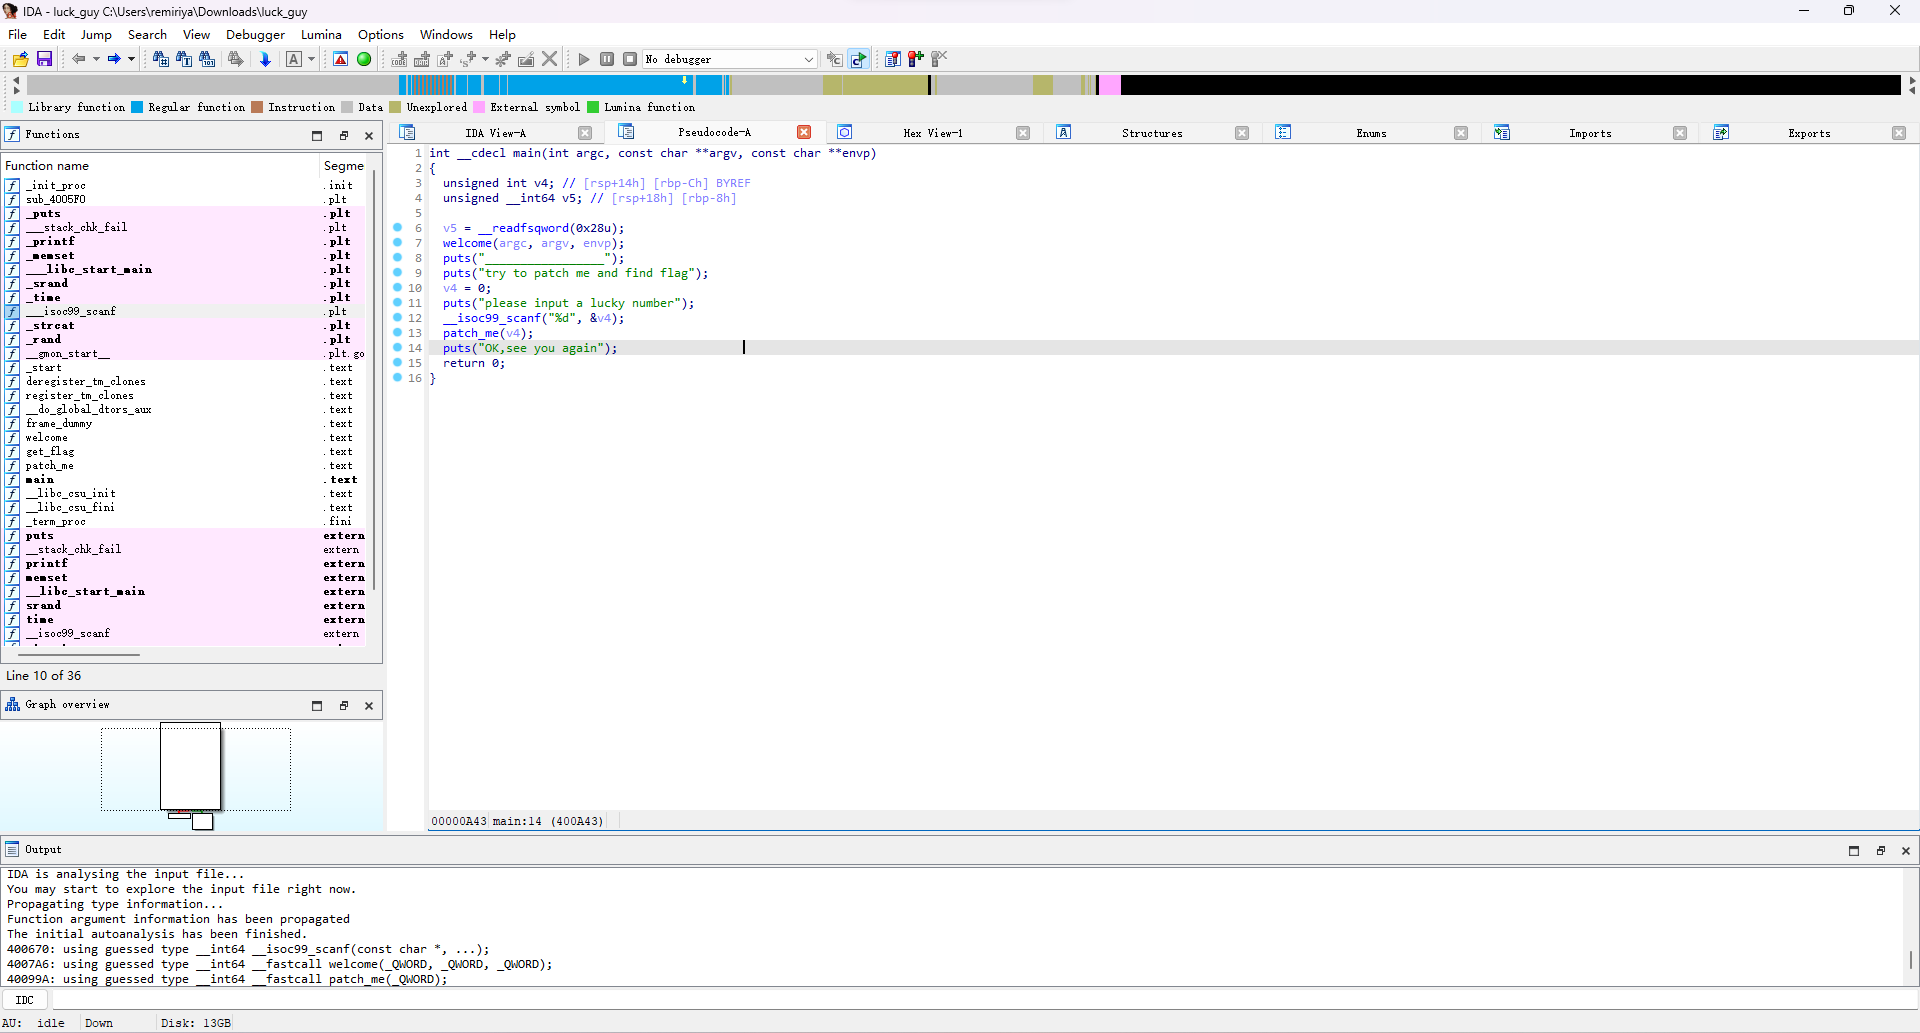 IDA - luck_guy C:\Users\remiriya\Downloads\luck_guy
File Edit Jump Search View Debugger Lumina Options Windows Help
No debugger
Library function Regular function Instruction Data Unexplored External symbol Lumina function
Functions
Function name Segme
_init_proc .init
sub_4005F0 .plt
_puts .plt
___stack_chk_fail .plt
_printf .plt
_memset .plt
___libc_start_main .plt
_srand .plt
_time .plt
___isoc99_scanf .plt
_strcat .plt
_rand .plt
__gmon_start__ .plt.go
_start .text
deregister_tm_clones .text
register_tm_clones .text
__do_global_dtors_aux .text
frame_dummy .text
welcome .text
get_flag .text
patch_me .text
main .text
__libc_csu_init .text
__libc_csu_fini .text
_term_proc .fini
puts extern
__stack_chk_fail extern
printf extern
memset extern
__libc_start_main extern
srand extern
time extern
__isoc99_scanf extern
Line 10 of 36
Graph overview
IDA View-A Pseudocode-A Hex View-1 Structures Enums Imports Exports
1 int __cdecl main(int argc, const char **argv, const char **envp)
2 {
3 unsigned int v4; // [rsp+14h] [rbp-Ch] BYREF
4 unsigned __int64 v5; // [rsp+18h] [rbp-8h]
5
6 v5 = __readfsqword(0x28u);
7 welcome(argc, argv, envp);
8 puts("_________________");
9 puts("try to patch me and find flag");
10 v4 = 0;
11 puts("please input a lucky number");
12 __isoc99_scanf("%d", &v4);
13 patch_me(v4);
14 puts("OK,see you again");
15 return 0;
16 }
00000A43 main:14 (400A43)
Output
IDA is analysing the input file...
You may start to explore the input file right now.
Propagating type information...
Function argument information has been propagated
The initial autoanalysis has been finished.
400670: using guessed type __int64 __isoc99_scanf(const char *, ...);
4007A6: using guessed type __int64 __fastcall welcome(_QWORD, _QWORD, _QWORD);
40099A: using guessed type __int64 __fastcall patch_me(_QWORD);
IDC
AU: idle Down Disk: 13GB